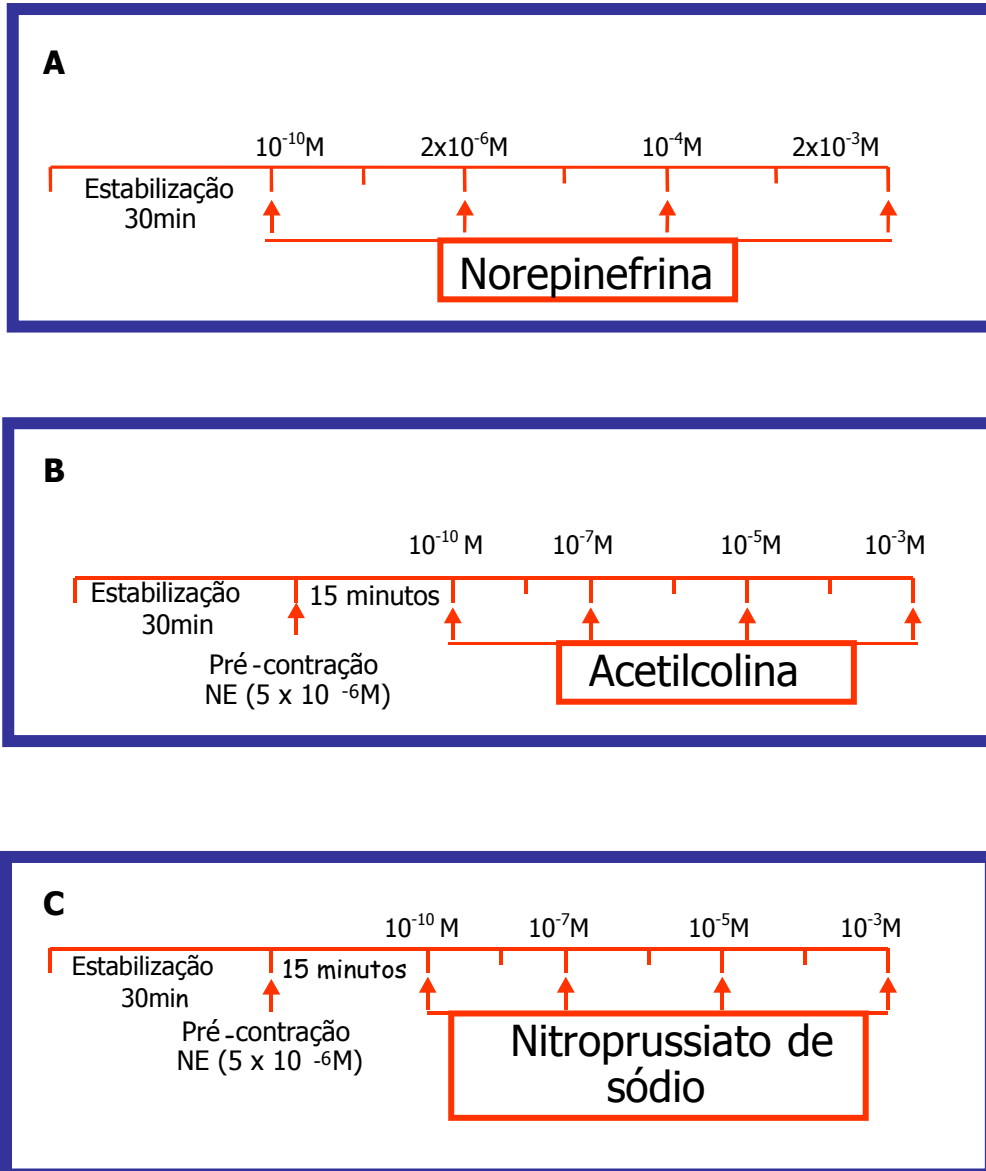 A
10⁻¹⁰M 2x10⁻⁶M 10⁻⁴M 2x10⁻³M
Estabilização
30min
Norepinefrina
B
10⁻¹⁰ M 10⁻⁷M 10⁻⁵M 10⁻³M
Estabilização 15 minutos
30min
Pré-contração
NE (5 x 10 ⁻⁶M)
Acetilcolina
C
10⁻¹⁰ M 10⁻⁷M 10⁻⁵M 10⁻³M
Estabilização 15 minutos
30min
Pré-contração
NE (5 x 10 ⁻⁶M)
Nitroprussiato de
sódio